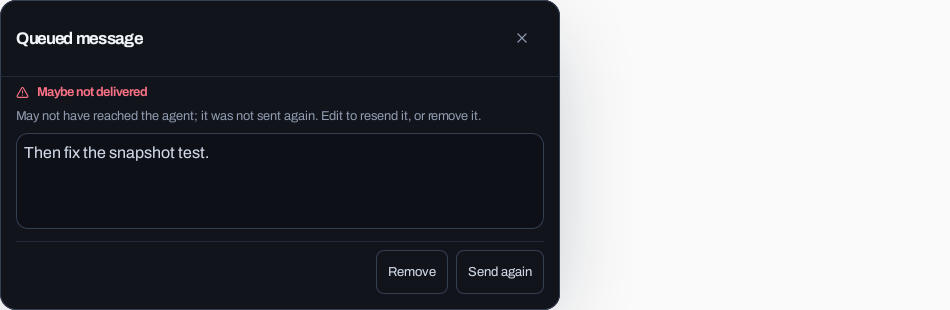 Queued message
Maybe not delivered
May not have reached the agent; it was not sent again. Edit to resend it, or remove it.
Then fix the snapshot test.
Remove
Send again